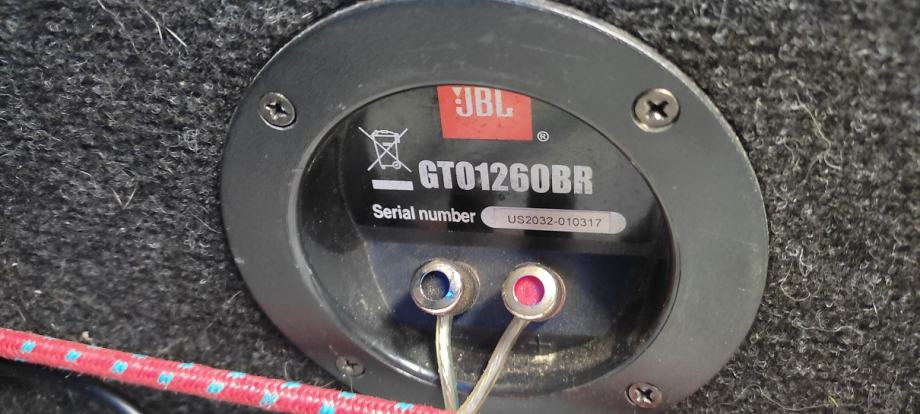 JBL
®
GTO1260BR
Serial number US2032-010317